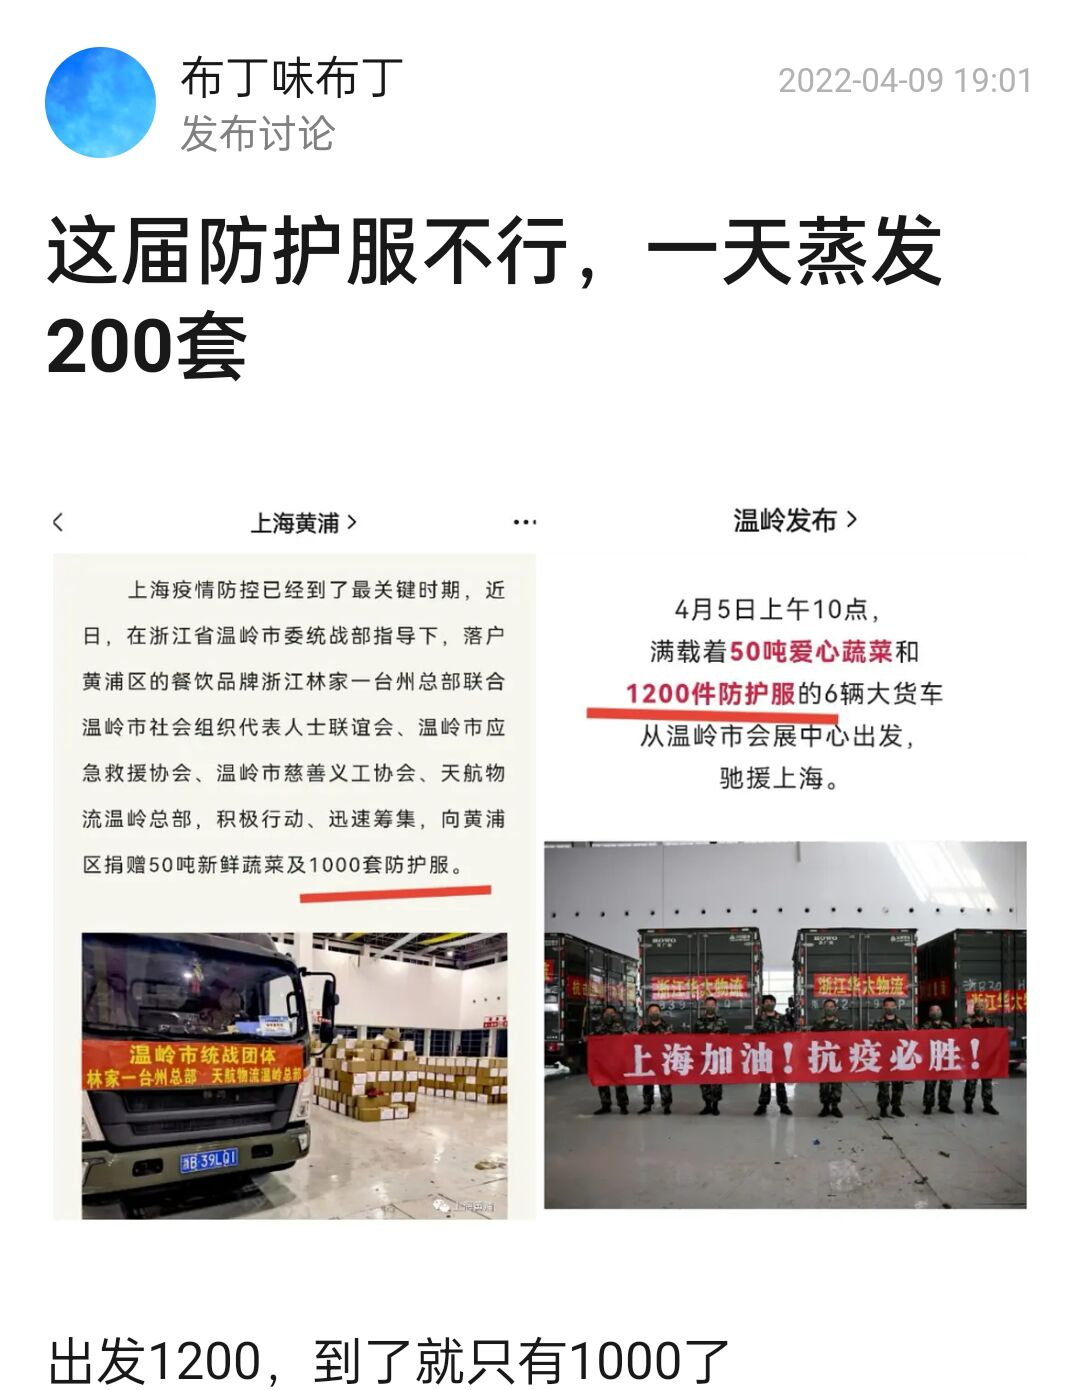 布丁味布丁
2022-04-09 19:01
发布讨论
这届防护服不行，一天蒸发
200套
上海黄浦
上海疫情防控已经到了最关键时期，近
日，在浙江省温岭市委统战部指导下，落户
黄浦区的餐饮品牌浙江林家一台州总部联合
温岭市社会组织代表人士联谊会、温岭市应
急救援协会、温岭市慈善义工协会、天航物
流温岭总部，积极行动、迅速筹集，向黄浦
区捐赠50吨新鲜蔬菜及1000套防护服。
温岭市统战团体
林家一台州总部 天航物流温岭总部
浙B 39LQ1
上海黄浦
温岭发布
4月5日上午10点，
满载着50吨爱心蔬菜和
1200件防护服的6辆大货车
从温岭市会展中心出发，
驰援上海。
HOWO
HOWO
浙江华大物流
浙江华大物流
浙江华大物
上海加油！抗疫必胜！
出发1200，到了就只有1000了